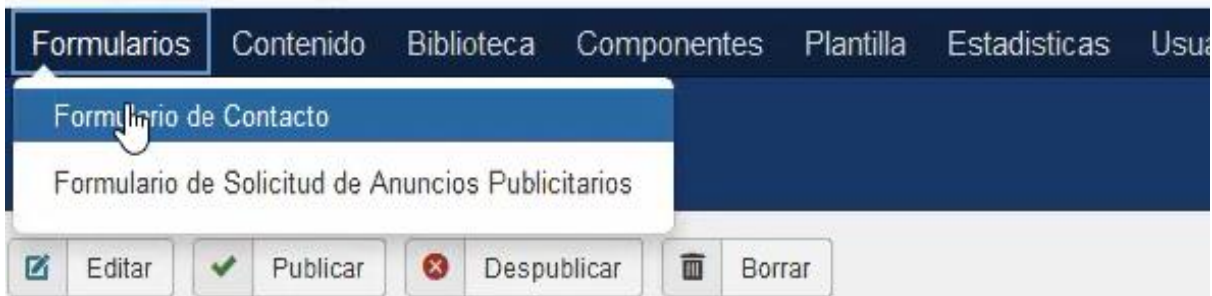 Formularios Contenido Biblioteca Componentes Plantilla Estadisticas Usua
Formulario de Contacto
Formulario de Solicitud de Anuncios Publicitarios
Editar Publicar Despublicar Borrar